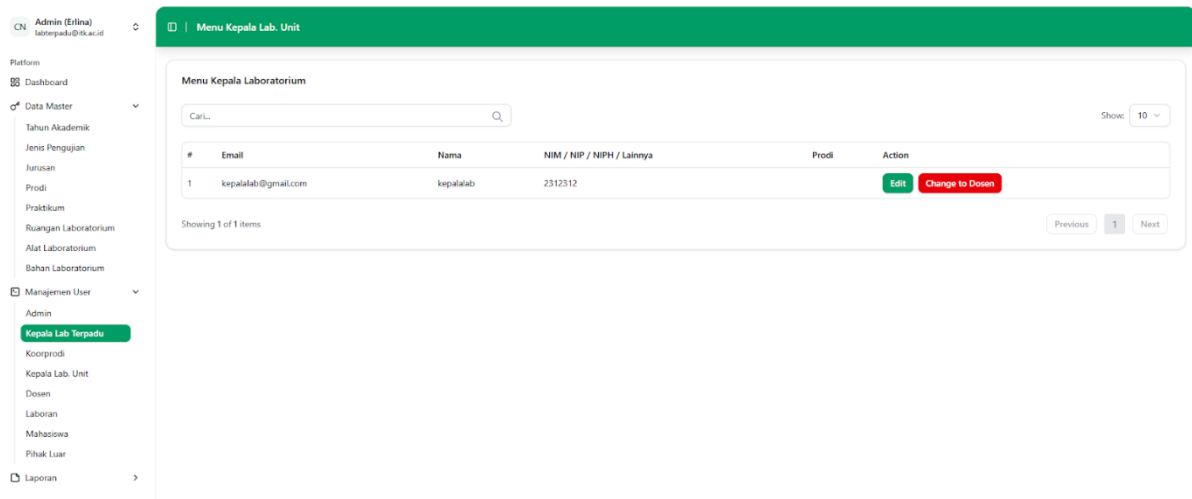 CN Admin (Erlina)
labterpadu@itk.ac.id
Platform
Dashboard
Data Master
Tahun Akademik
Jenis Pengujian
Jurusan
Prodi
Praktikum
Ruangan Laboratorium
Alat Laboratorium
Bahan Laboratorium
Manajemen User
Admin
Kepala Lab Terpadu
Koorprodi
Kepala Lab. Unit
Dosen
Laboran
Mahasiswa
Pihak Luar
Laporan
Menu Kepala Lab. Unit
Menu Kepala Laboratorium
Cari...
Show: 10
# Email Nama NIM / NIP / NIPH / Lainnya Prodi Action
1 kepalalab@gmail.com kepalalab 2312312 Edit Change to Dosen
Showing 1 of 1 items
Previous 1 Next